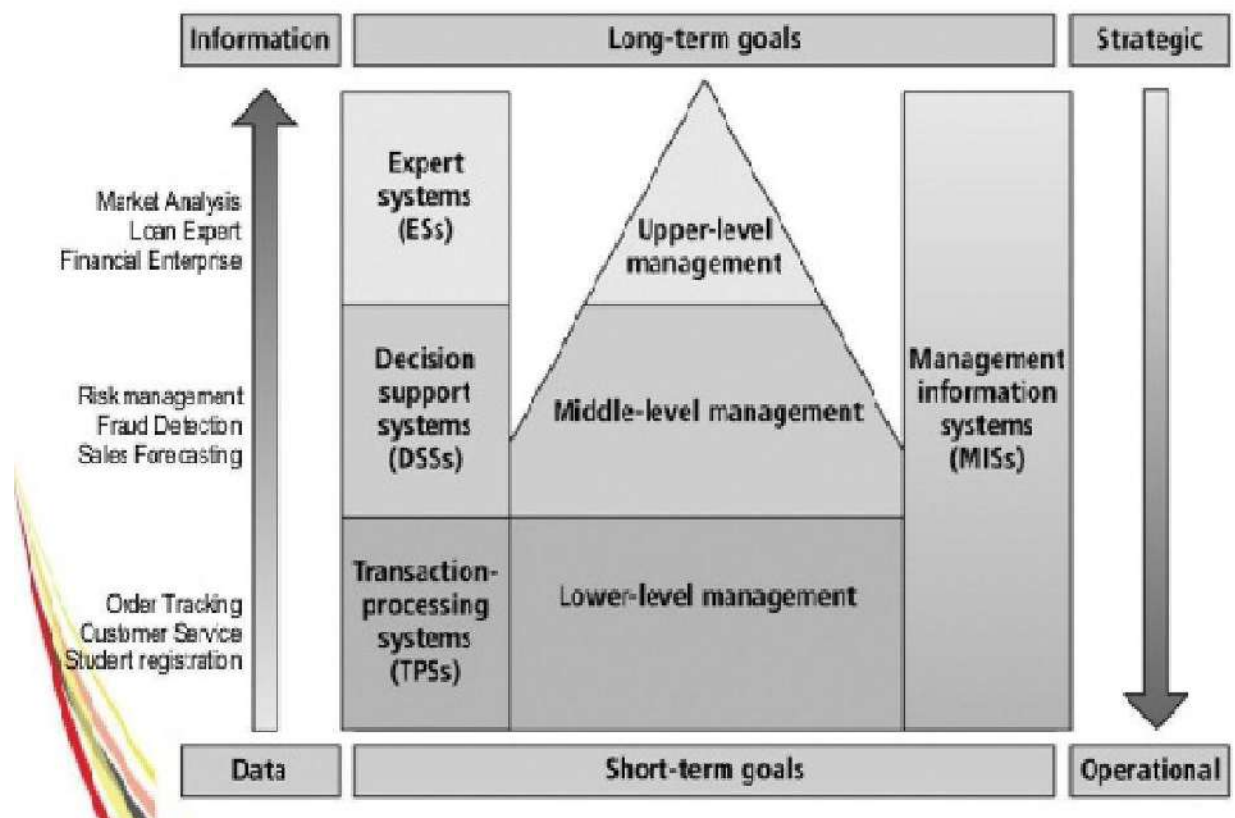 Information
Long-term goals
Strategic
Market Analysis
Loan Expert
Financial Enterprise
Expert
systems
(ESs)
Upper-level
management
Risk management
Fraud Detection
Sales Forecasting
Decision
support
systems
(DSSs)
Middle-level management
Management
information
systems
(MISs)
Order Tracking
Customer Service
Student registration
Transaction-
processing
systems
(TPSs)
Lower-level management
Data
Short-term goals
Operational